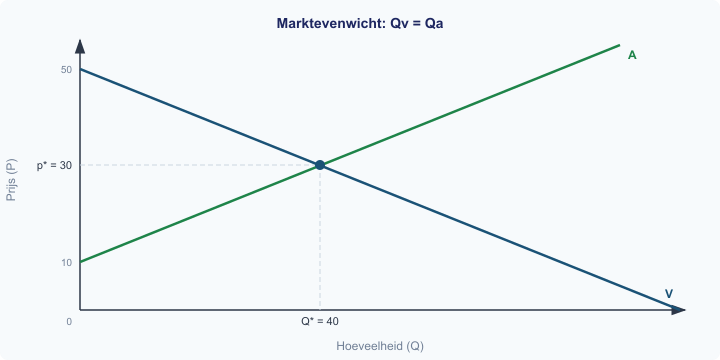 Marktevenwicht: Qv = Qa
A
50
p* = 30
Prijs (P)
10
V
0
Q* = 40
Hoeveelheid (Q)